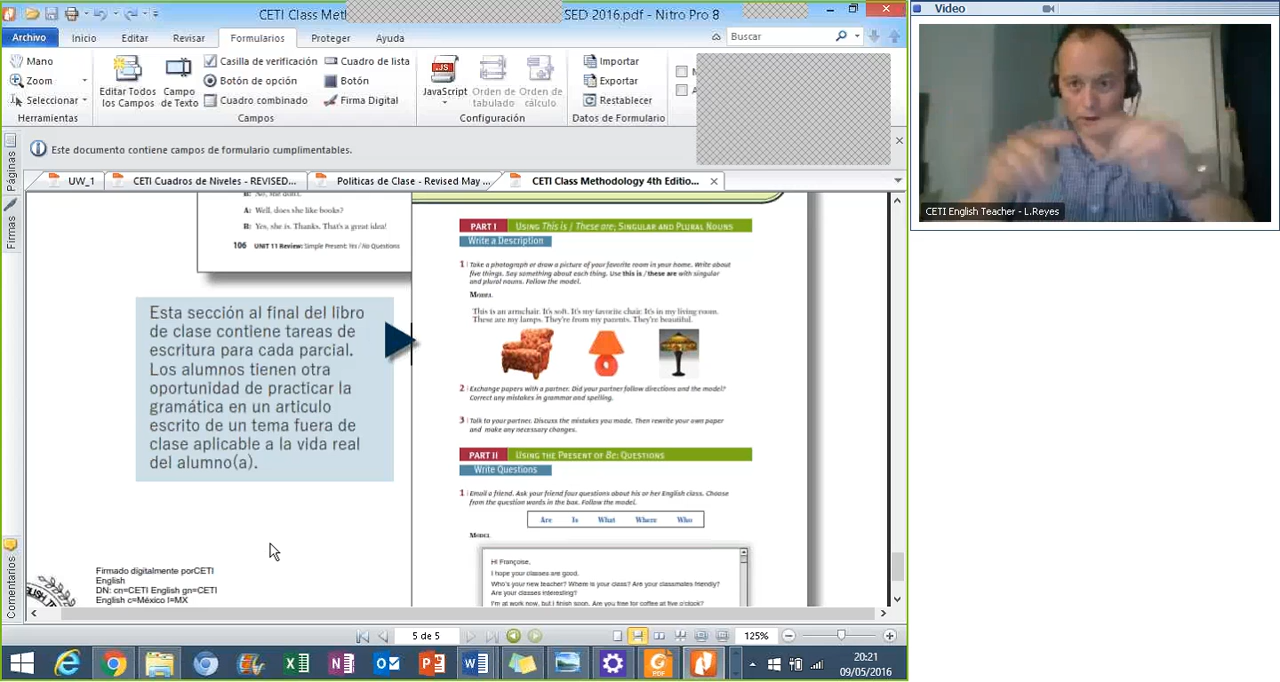 CETI Class Meth
SED 2016.pdf - Nitro Pro 8
Archivo Inicio Editar Revisar Formularios Proteger Ayuda
Buscar
Mano
Zoom
Seleccionar
Herramientas
Editar Todos los Campos
Campo de Texto
Casilla de verificación
Botón de opción
Cuadro combinado
Cuadro de lista
Botón
Firma Digital
Campos
JS
JavaScript
Orden de tabulado
Orden de cálculo
Configuración
Importar
Exportar
Restablecer
Datos de Formulario
Este documento contiene campos de formulario cumplimentables.
UW_1
CETI Cuadros de Niveles - REVISED...
Políticas de Clase - Revised May ...
CETI Class Methodology 4th Editio...
Páginas
Firmas
Comentarios
B: No, she don't.
A: Well, does she like books?
B: Yes, she is. Thanks. That's a great idea!
106 UNIT 11 Review: Simple Present: Yes / No Questions
Esta sección al final del libro
de clase contiene tareas de
escritura para cada parcial.
Los alumnos tienen otra
oportunidad de practicar la
gramática en un artículo
escrito de un tema fuera de
clase aplicable a la vida real
del alumno(a).
Firmado digitalmente porCETI
English
DN: cn=CETI English gn=CETI
English c=México l=MX
PART I USING This is / These are; SINGULAR AND PLURAL NOUNS
Write a Description
1 Take a photograph or draw a picture of your favorite room in your home. Write about
five things. Say something about each thing. Use this is / these are with singular
and plural nouns. Follow the model.
MODEL
This is an armchair. It's soft. It's my favorite chair. It's in my living room.
These are my lamps. They're from my parents. They're beautiful.
2 Exchange papers with a partner. Did your partner follow directions and the model?
Correct any mistakes in grammar and spelling.
3 Talk to your partner. Discuss the mistakes you made. Then rewrite your own paper
and make any necessary changes.
PART II USING THE PRESENT OF Be: QUESTIONS
Write Questions
1 Email a friend. Ask your friend four questions about his or her English class. Choose
from the question words in the box. Follow the model.
Are Is What Where Who
MODEL
Hi Françoise,
I hope your classes are good.
Who's your new teacher? Where is your class? Are your classmates friendly?
Are your classes interesting?
I'm at work now, but I finish soon. Are you free for coffee at five o'clock?
5 de 5
125%
20:21
09/05/2016
Video
CETI English Teacher - L.Reyes